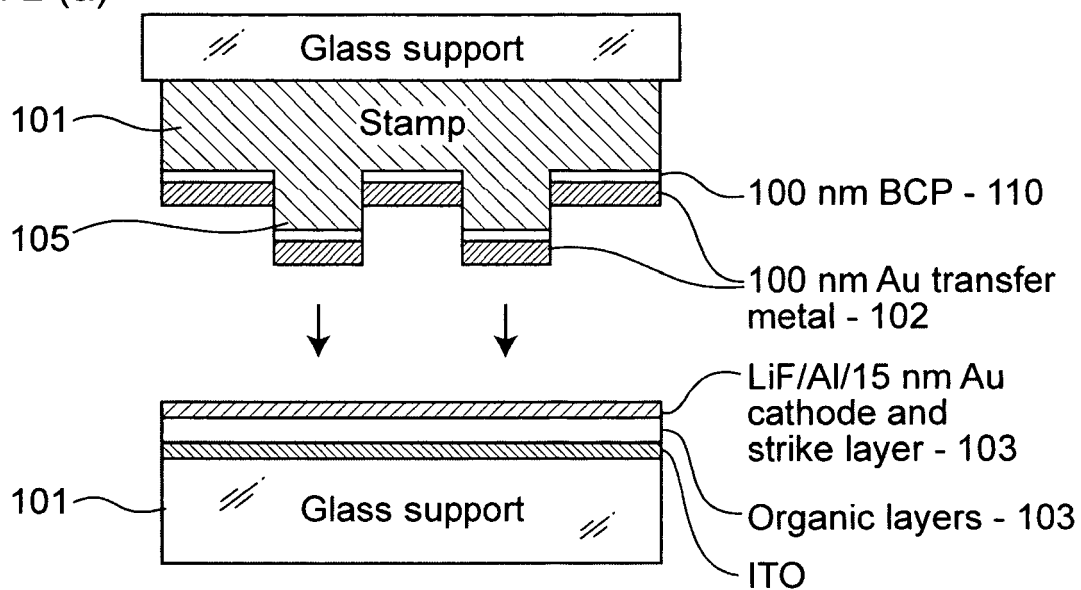 (a)
Glass support
101
Stamp
100 nm BCP - 110
105
100 nm Au transfer
metal - 102
LiF/Al/15 nm Au
cathode and
strike layer - 103
101
Glass support
Organic layers - 103
ITO